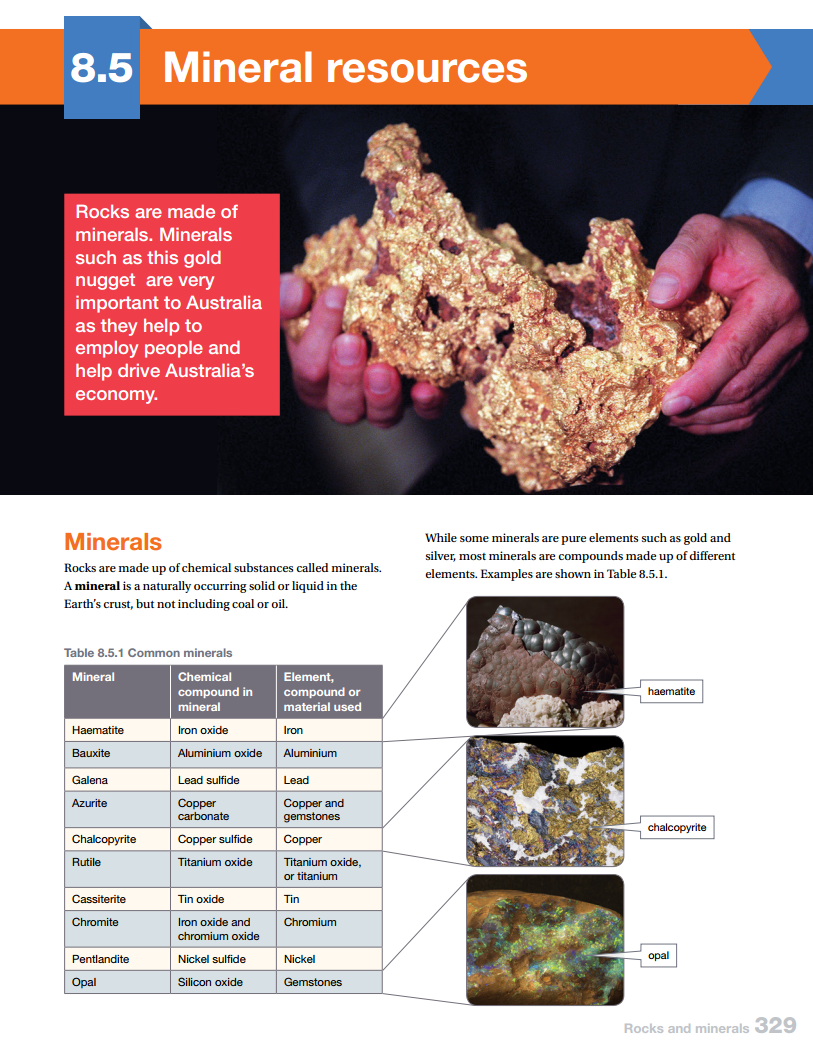 8.5 Mineral resources
Rocks are made of
minerals. Minerals
such as this gold
nugget are very
important to Australia
as they help to
employ people and
help drive Australia's
economy.
Minerals
Rocks are made up of chemical substances called minerals.
A mineral is a naturally occurring solid or liquid in the
Earth's crust, but not including coal or oil.
While some minerals are pure elements such as gold and
silver, most minerals are compounds made up of different
elements. Examples are shown in Table 8.5.1.
Table 8.5.1 Common minerals
Mineral Chemical Element,
compound in compound or
mineral material used
Haematite Iron oxide Iron
Bauxite Aluminium oxide Aluminium
Galena Lead sulfide Lead
Azurite Copper Copper and
carbonate gemstones
Chalcopyrite Copper sulfide Copper
Rutile Titanium oxide Titanium oxide,
or titanium
Cassiterite Tin oxide Tin
Chromite Iron oxide and Chromium
chromium oxide
Pentlandite Nickel sulfide Nickel
Opal Silicon oxide Gemstones
haematite
chalcopyrite
opal
Rocks and minerals 329